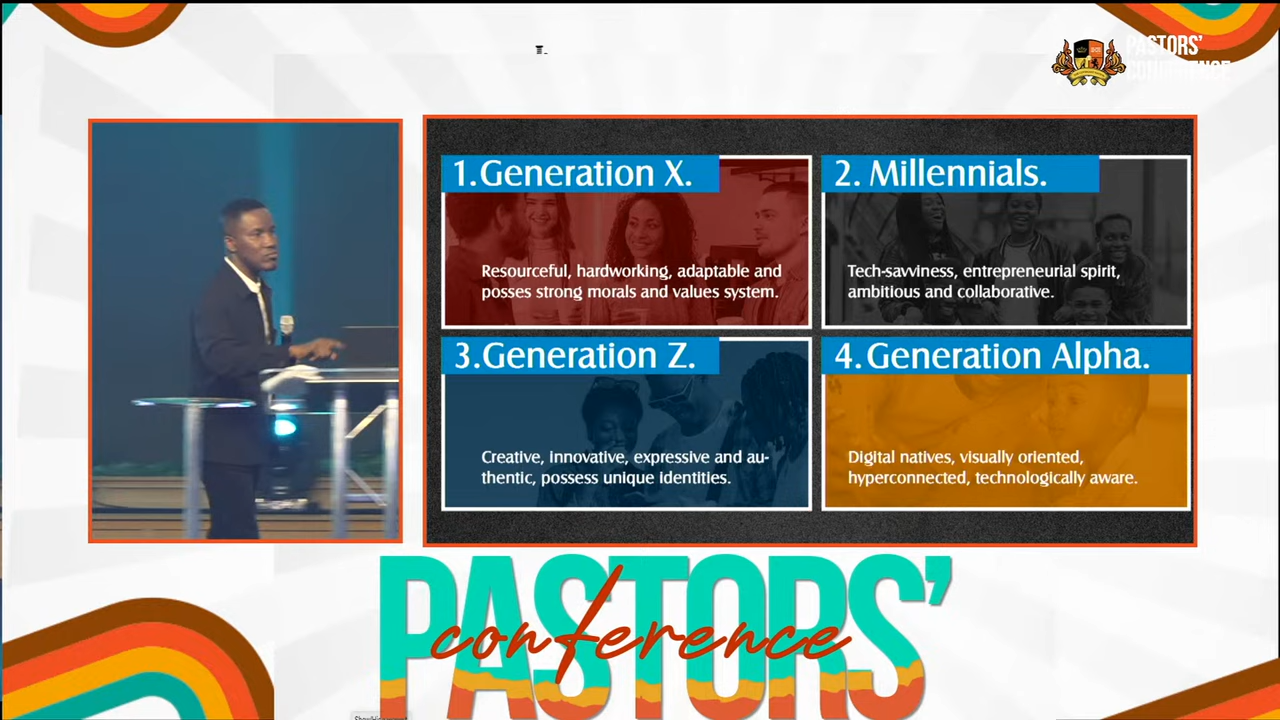 PASTORS'
CONFERENCE
1. Generation X.
Resourceful, hardworking, adaptable and
posses strong morals and values system.
2. Millennials.
Tech-savviness, entrepreneurial spirit,
ambitious and collaborative.
3. Generation Z.
Creative, innovative, expressive and au-
thentic, possess unique identities.
4. Generation Alpha.
Digital natives, visually oriented,
hyperconnected, technologically aware.
PASTORS'
conference